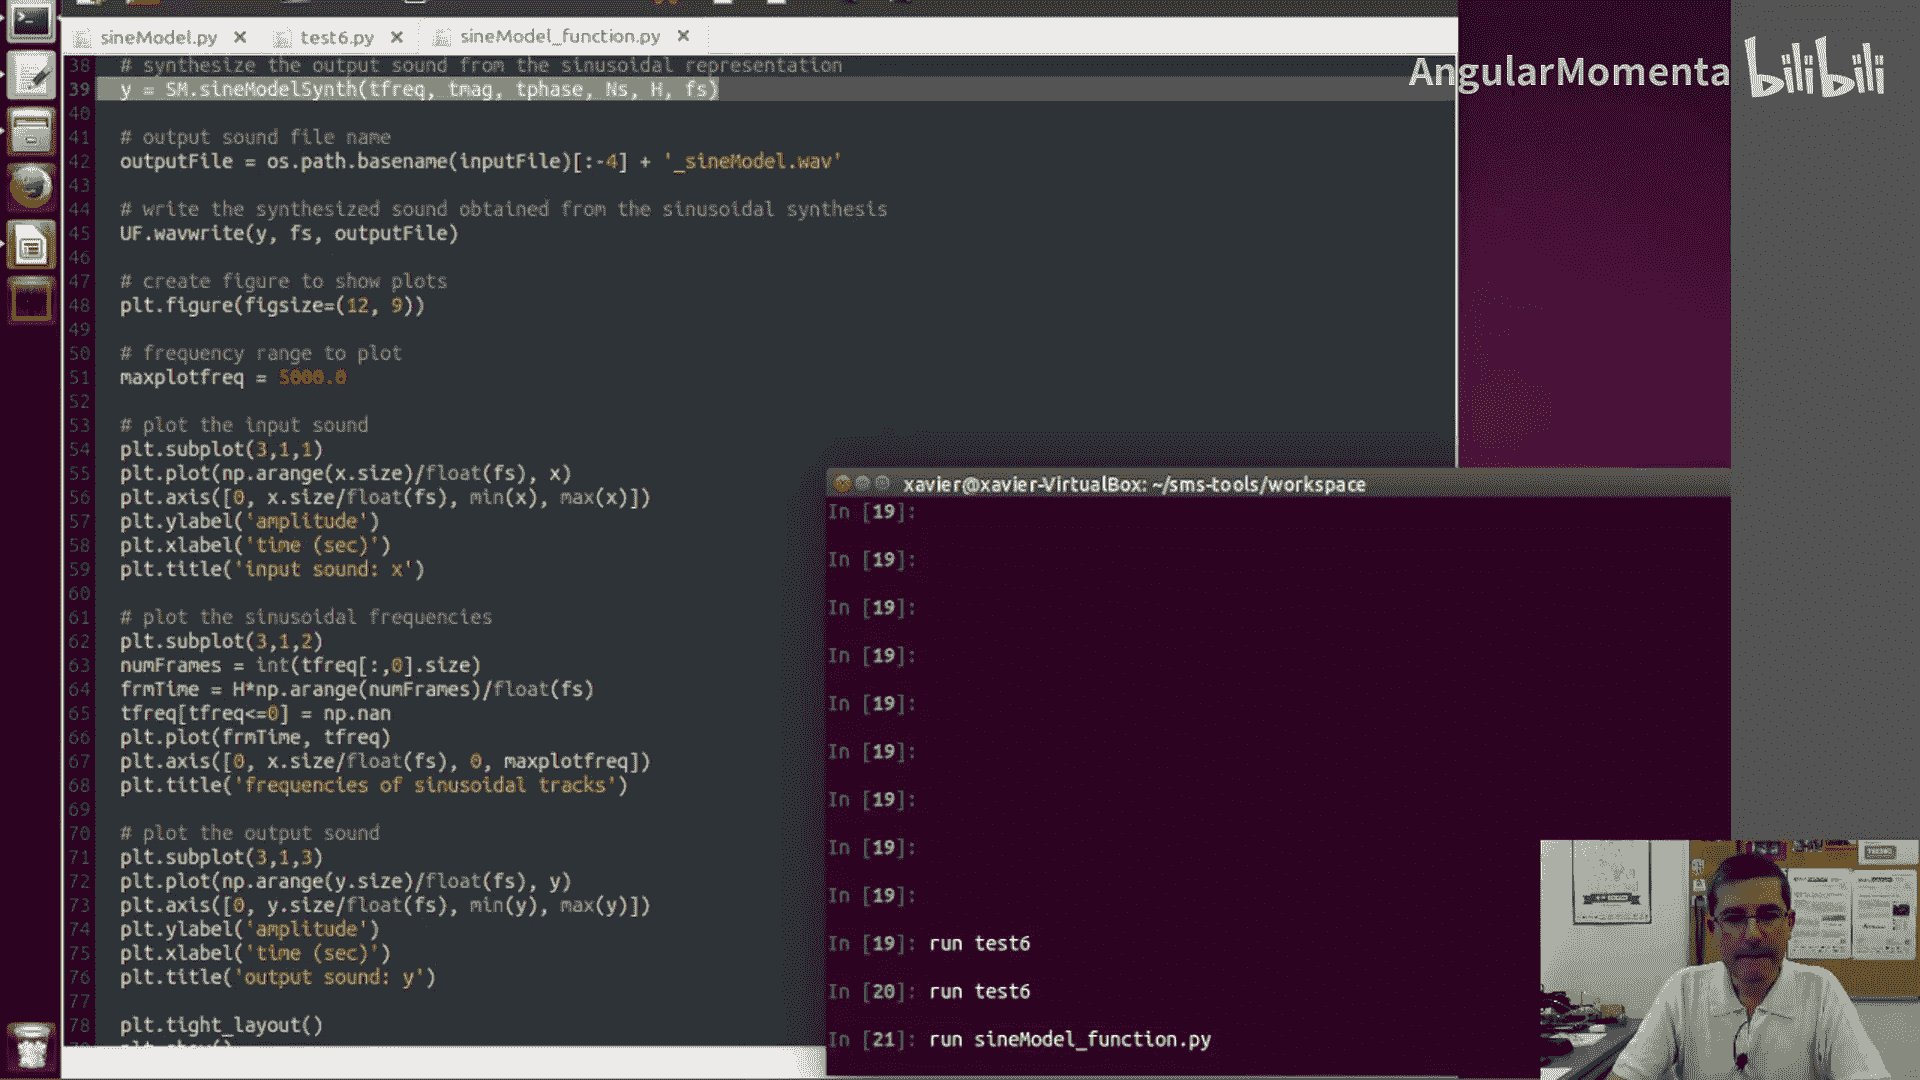 sineModel.py
test6.py
sineModel_function.py
AngularMomenta bilibili
38 # synthesize the output sound from the sinusoidal representation
39 y = SM.sineModelSynth(tfreq, tmag, tphase, Ns, H, fs)
40
41 # output sound file name
42 outputFile = os.path.basename(inputFile)[:-4] + '_sineModel.wav'
43
44 # write the synthesized sound obtained from the sinusoidal synthesis
45 UF.wavwrite(y, fs, outputFile)
46
47 # create figure to show plots
48 plt.figure(figsize=(12, 9))
49
50 # frequency range to plot
51 maxplotfreq = 5000.0
52
53 # plot the input sound
54 plt.subplot(3,1,1)
55 plt.plot(np.arange(x.size)/float(fs), x)
56 plt.axis([0, x.size/float(fs), min(x), max(x)])
57 plt.ylabel('amplitude')
58 plt.xlabel('time (sec)')
59 plt.title('input sound: x')
60
61 # plot the sinusoidal frequencies
62 plt.subplot(3,1,2)
63 numFrames = int(tfreq[:,0].size)
64 frmTime = H*np.arange(numFrames)/float(fs)
65 tfreq[tfreq<=0] = np.nan
66 plt.plot(frmTime, tfreq)
67 plt.axis([0, x.size/float(fs), 0, maxplotfreq])
68 plt.title('frequencies of sinusoidal tracks')
69
70 # plot the output sound
71 plt.subplot(3,1,3)
72 plt.plot(np.arange(y.size)/float(fs), y)
73 plt.axis([0, y.size/float(fs), min(y), max(y)])
74 plt.ylabel('amplitude')
75 plt.xlabel('time (sec)')
76 plt.title('output sound: y')
77
78 plt.tight_layout()
xavier@xavier-VirtualBox: ~/sms-tools/workspace
In [19]:
In [19]:
In [19]:
In [19]:
In [19]:
In [19]:
In [19]:
In [19]:
In [19]:
In [19]: run test6
In [20]: run test6
In [21]: run sineModel_function.py